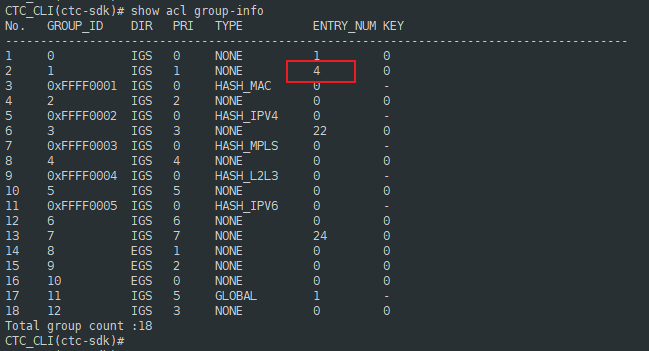 CTC_CLI(ctc-sdk)# show acl group-info
No.   GROUP_ID    DIR   PRI   TYPE          ENTRY_NUM KEY
-----------------------------------------------------------------------------------------
1     0           IGS   0     NONE          1         0
2     1           IGS   1     NONE          4         0
3     0xFFFF0001  IGS   0     HASH_MAC      0         -
4     2           IGS   2     NONE          0         0
5     0xFFFF0002  IGS   0     HASH_IPV4     0         -
6     3           IGS   3     NONE          22        0
7     0xFFFF0003  IGS   0     HASH_MPLS     0         -
8     4           IGS   4     NONE          0         0
9     0xFFFF0004  IGS   0     HASH_L2L3     0         -
10    5           IGS   5     NONE          0         0
11    0xFFFF0005  IGS   0     HASH_IPV6     0         -
12    6           IGS   6     NONE          0         0
13    7           IGS   7     NONE          24        0
14    8           EGS   1     NONE          0         0
15    9           EGS   2     NONE          0         0
16    10          EGS   0     NONE          0         0
17    11          IGS   5     GLOBAL        1         -
18    12          IGS   3     NONE          0         0
Total group count :18
CTC_CLI(ctc-sdk)#